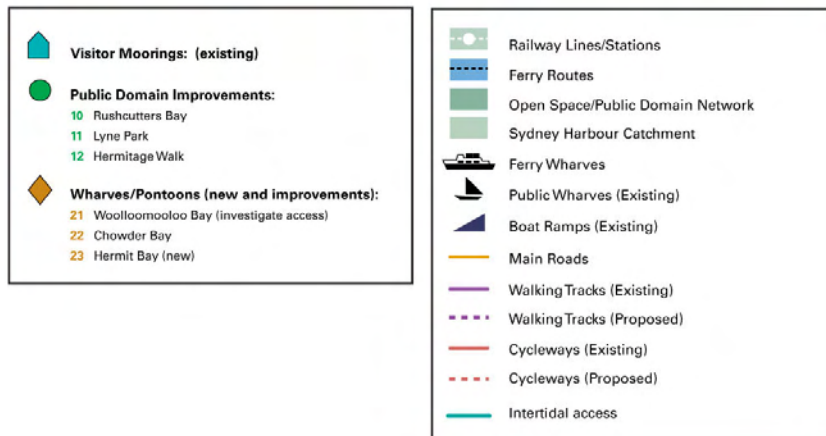 Visitor Moorings: (existing)
Public Domain Improvements:
10 Rushcutters Bay
11 Lyne Park
12 Hermitage Walk
Wharves/Pontoons (new and improvements):
21 Woolloomooloo Bay (investigate access)
22 Chowder Bay
23 Hermit Bay (new)
Railway Lines/Stations
Ferry Routes
Open Space/Public Domain Network
Sydney Harbour Catchment
Ferry Wharves
Public Wharves (Existing)
Boat Ramps (Existing)
Main Roads
Walking Tracks (Existing)
Walking Tracks (Proposed)
Cycleways (Existing)
Cycleways (Proposed)
Intertidal access